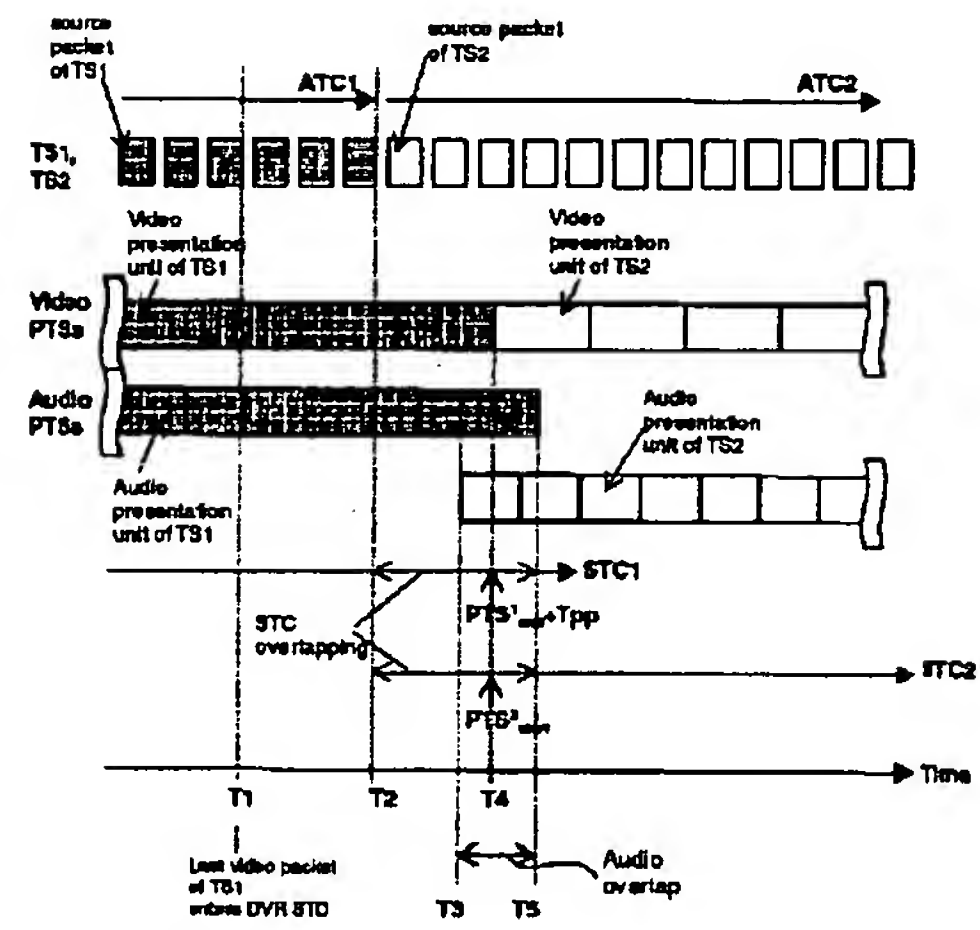 source
packet
of TS1
source packet
of TS2
ATC1
ATC2
TS1,
TS2
Video
presentation
unit of TS1
Video
presentation
unit of TS2
Video
PTSs
Audio
PTSs
Audio
presentation
unit of TS2
Audio
presentation
unit of TS1
STC1
STC
overlapping
PTS¹ +Tpp
STC2
PTS²
Time
T1
T2
T4
Last video packet
of TS1
enters DVR STD
Audio
overlap
T3
T5